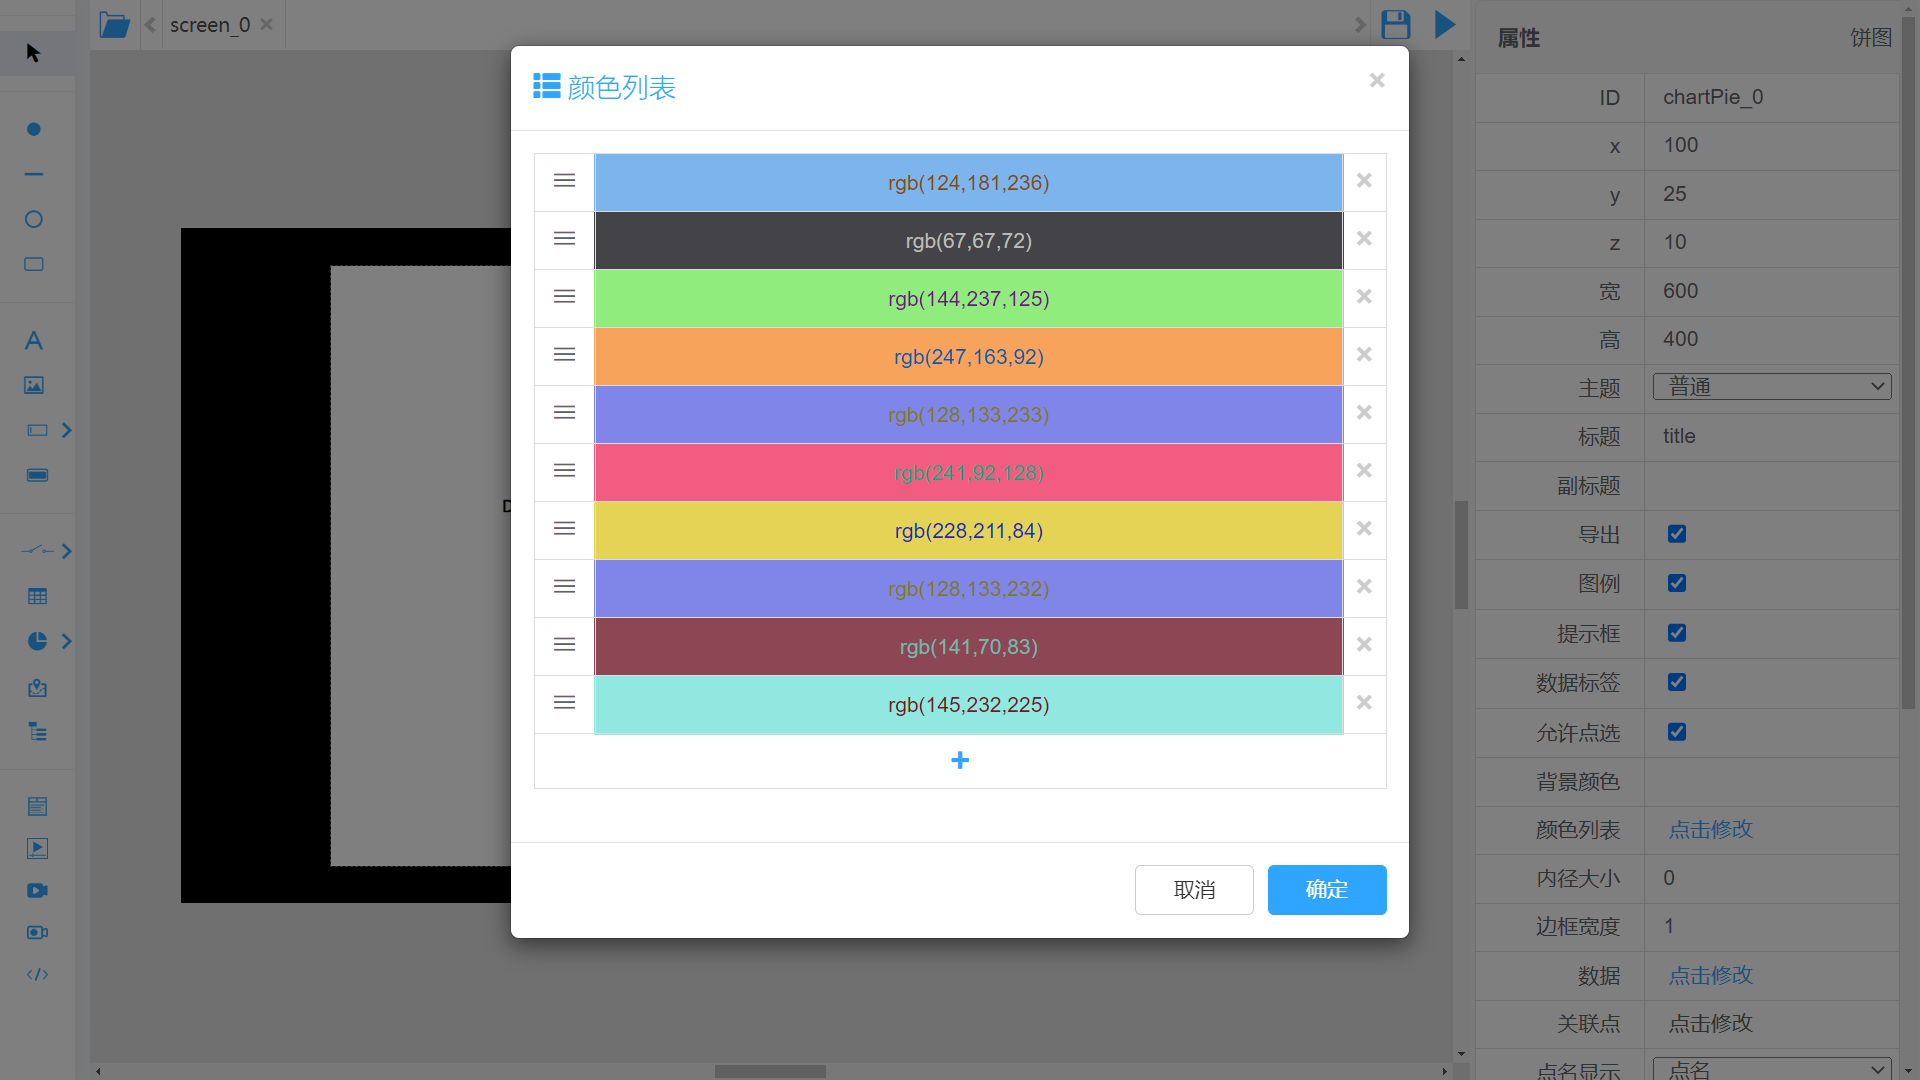 screen_0
属性
饼图
颜色列表
rgb(124,181,236)
rgb(67,67,72)
rgb(144,237,125)
rgb(247,163,92)
rgb(128,133,233)
rgb(241,92,128)
rgb(228,211,84)
rgb(128,133,232)
rgb(141,70,83)
rgb(145,232,225)
取消
确定
D
ID
chartPie_0
x
100
y
25
z
10
宽
600
高
400
主题
普通
标题
title
副标题
导出
图例
提示框
数据标签
允许点选
背景颜色
颜色列表
点击修改
内径大小
0
边框宽度
1
数据
点击修改
关联点
点击修改
点名显示
点名